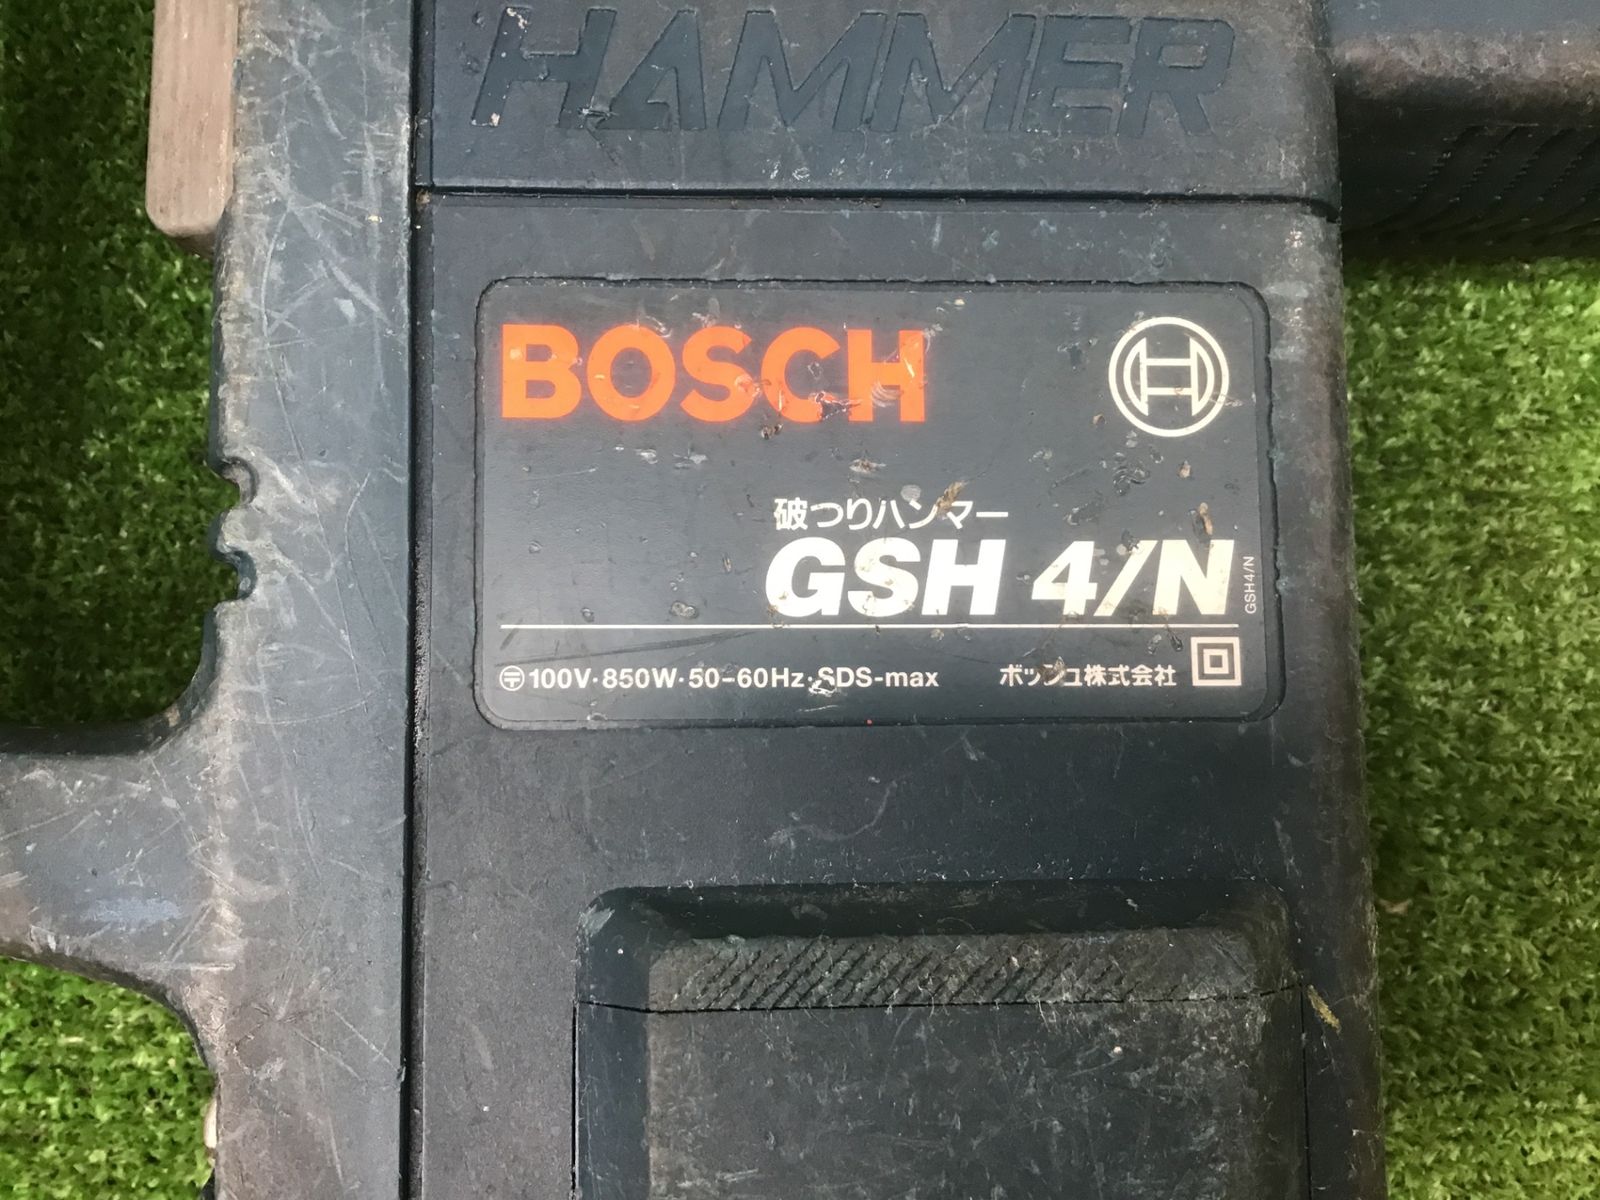 HAMMER
BOSCH
破つりハンマー
GSH 4/N
GSH4/N
100V·850W·50-60Hz·SDS-max
ボッシュ株式会社